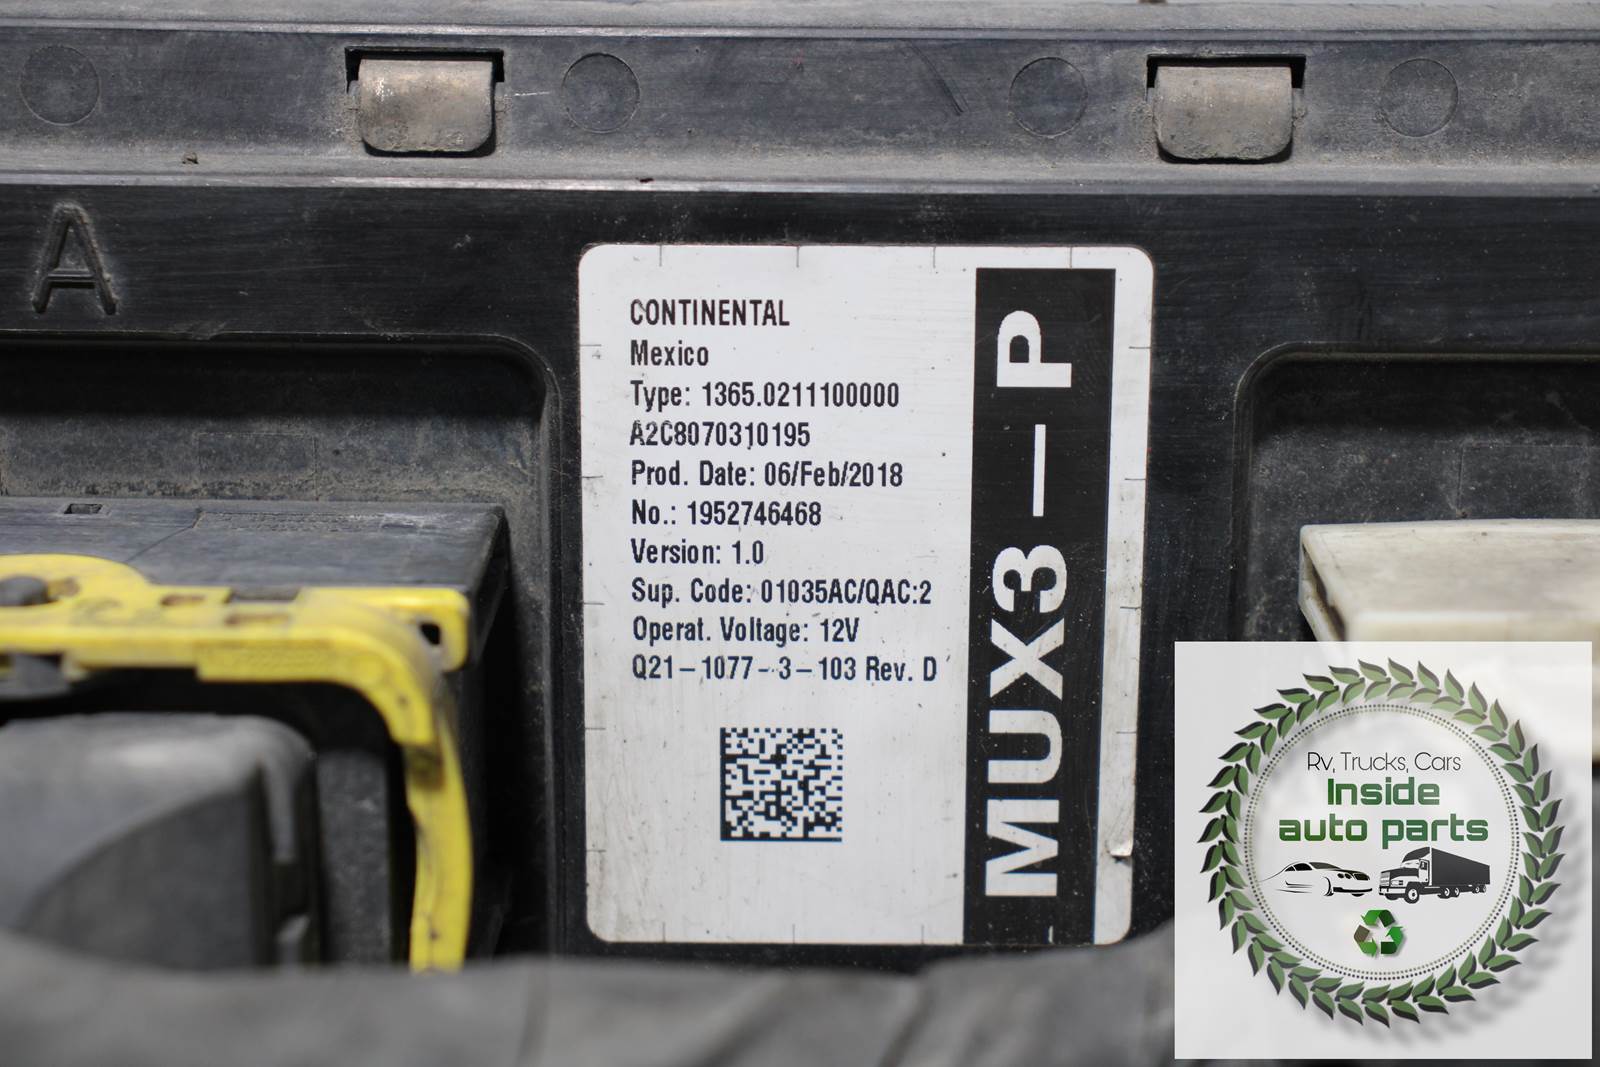 A
CONTINENTAL
Mexico
Type: 1365.0211100000
A2C8070310195
Prod. Date: 06/Feb/2018
No.: 1952746468
Version: 1.0
Sup. Code: 01035AC/QAC:2
Operat. Voltage: 12V
Q21-1077-3-103 Rev. D
MUX3-P
Rv, Trucks, Cars
Inside
auto parts